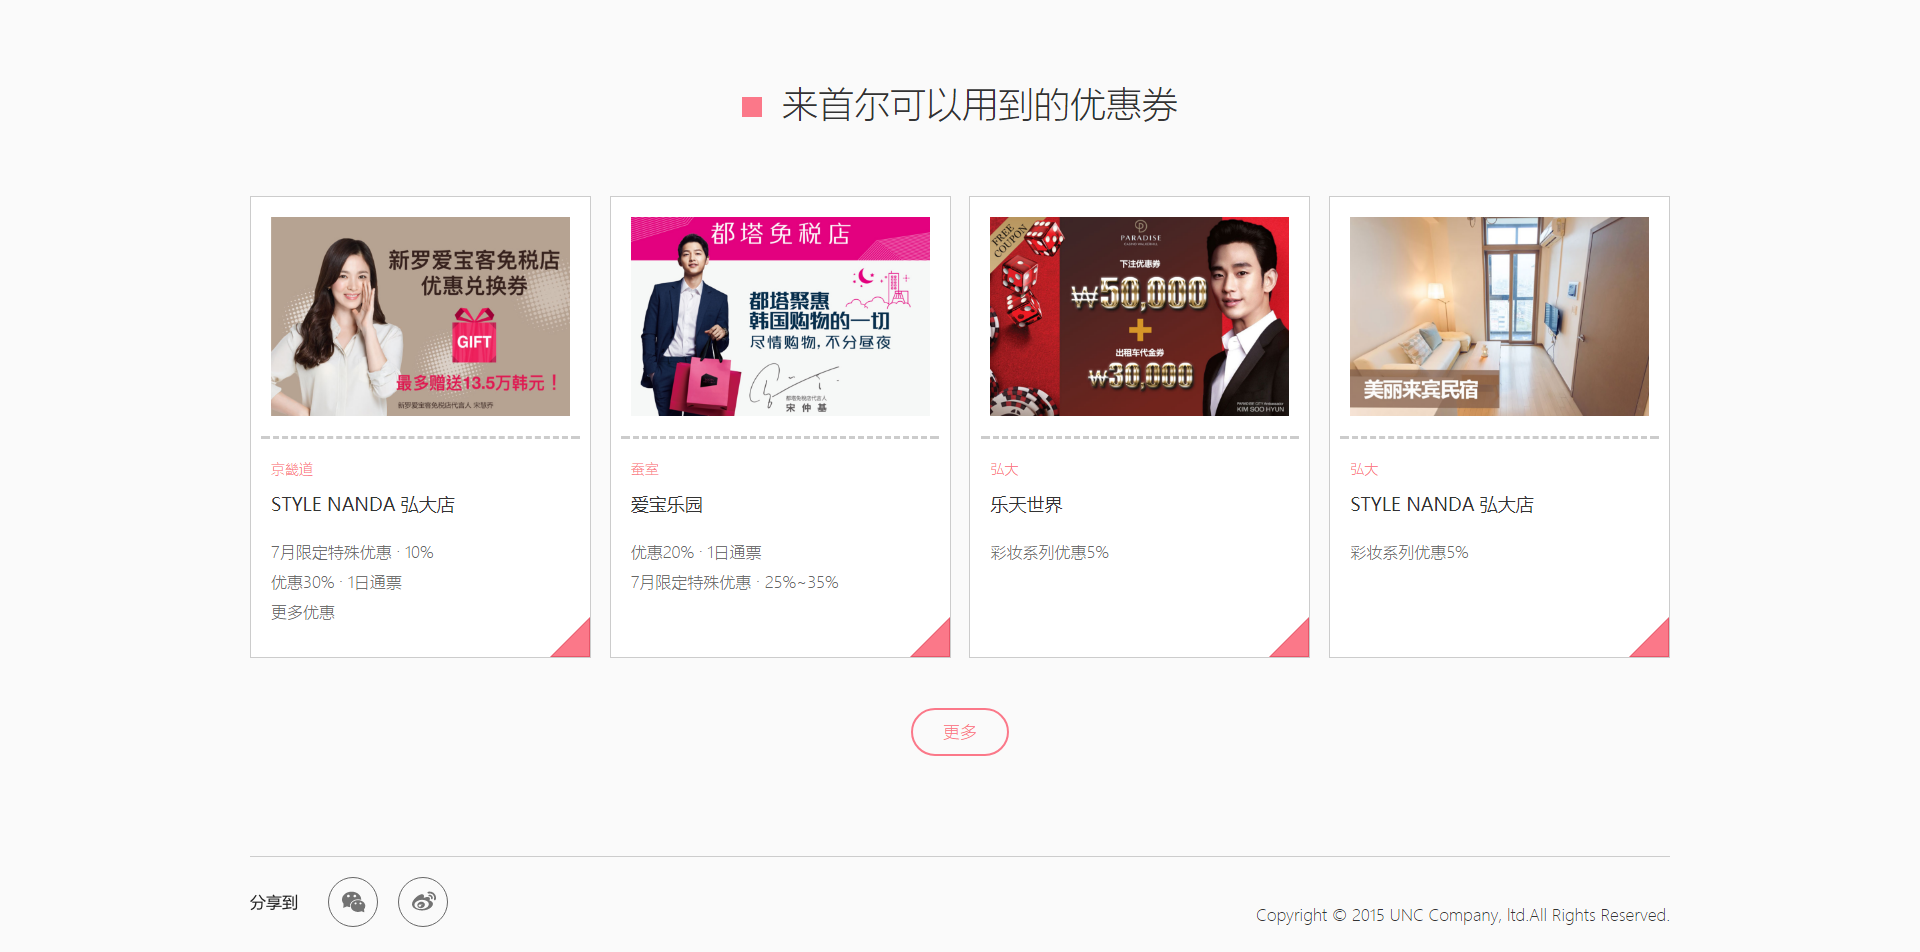 来首尔可以用到的优惠券
新罗爱宝客免税店
优惠兑换券
GIFT
最多赠送13.5万韩元！
新罗爱宝客免税店代言人 宋慧乔
京畿道
STYLE NANDA 弘大店
7月限定特殊优惠 · 10%
优惠30% · 1日通票
更多优惠
都塔免税店
都塔聚惠
韩国购物的一切
尽情购物,不分昼夜
都塔免税店代言人
宋仲基
蚕室
爱宝乐园
优惠20% · 1日通票
7月限定特殊优惠 · 25%~35%
FREE
COUPON
PARADISE
下注优惠券
₩50,000
+
出租车代金券
₩30,000
KIM SOO HYUN
弘大
乐天世界
彩妆系列优惠5%
美丽来宾民宿
弘大
STYLE NANDA 弘大店
彩妆系列优惠5%
更多
分享到
Copyright © 2015 UNC Company, ltd.All Rights Reserved.